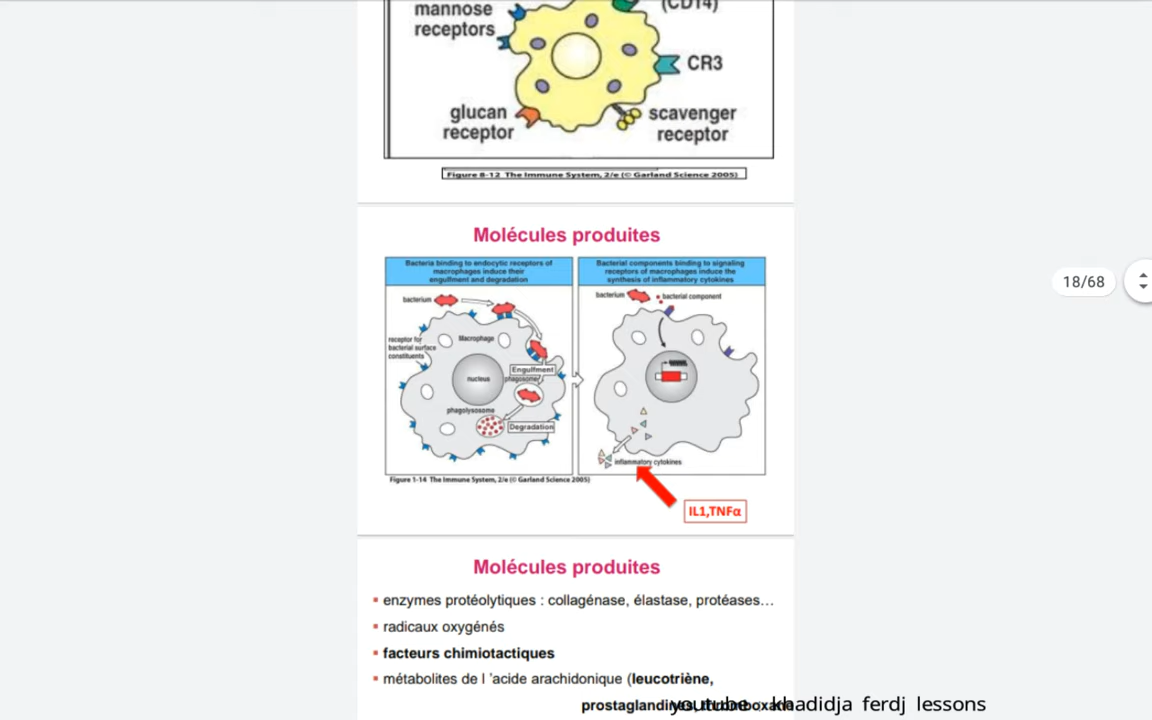 mannose
receptors
(CD14)
CR3
glucan
receptor
scavenger
receptor
Figure 8-12 The Immune System, 2/e (© Garland Science 2005)
Molécules produites
Bacteria binding to endocytic receptors of
macrophages induce their
engulfment and degradation
bacterium
receptor for
bacterial surface
constituents
Macrophage
Engulfment
nucleus
phagosome
phagolysosome
Degradation
Bacterial components binding to signaling
receptors of macrophages induce the
synthesis of inflammatory cytokines
bacterium
bacterial component
inflammatory cytokines
Figure 1-14 The Immune System, 2/e (© Garland Science 2005)
IL1,TNFα
18/68
Molécules produites
▪ enzymes protéolytiques : collagénase, élastase, protéases…
▪ radicaux oxygénés
▪ facteurs chimiotactiques
▪ métabolites de l 'acide arachidonique (leucotriène,
prostaglandines, thromboxane
youtube : khadidja ferdj lessons